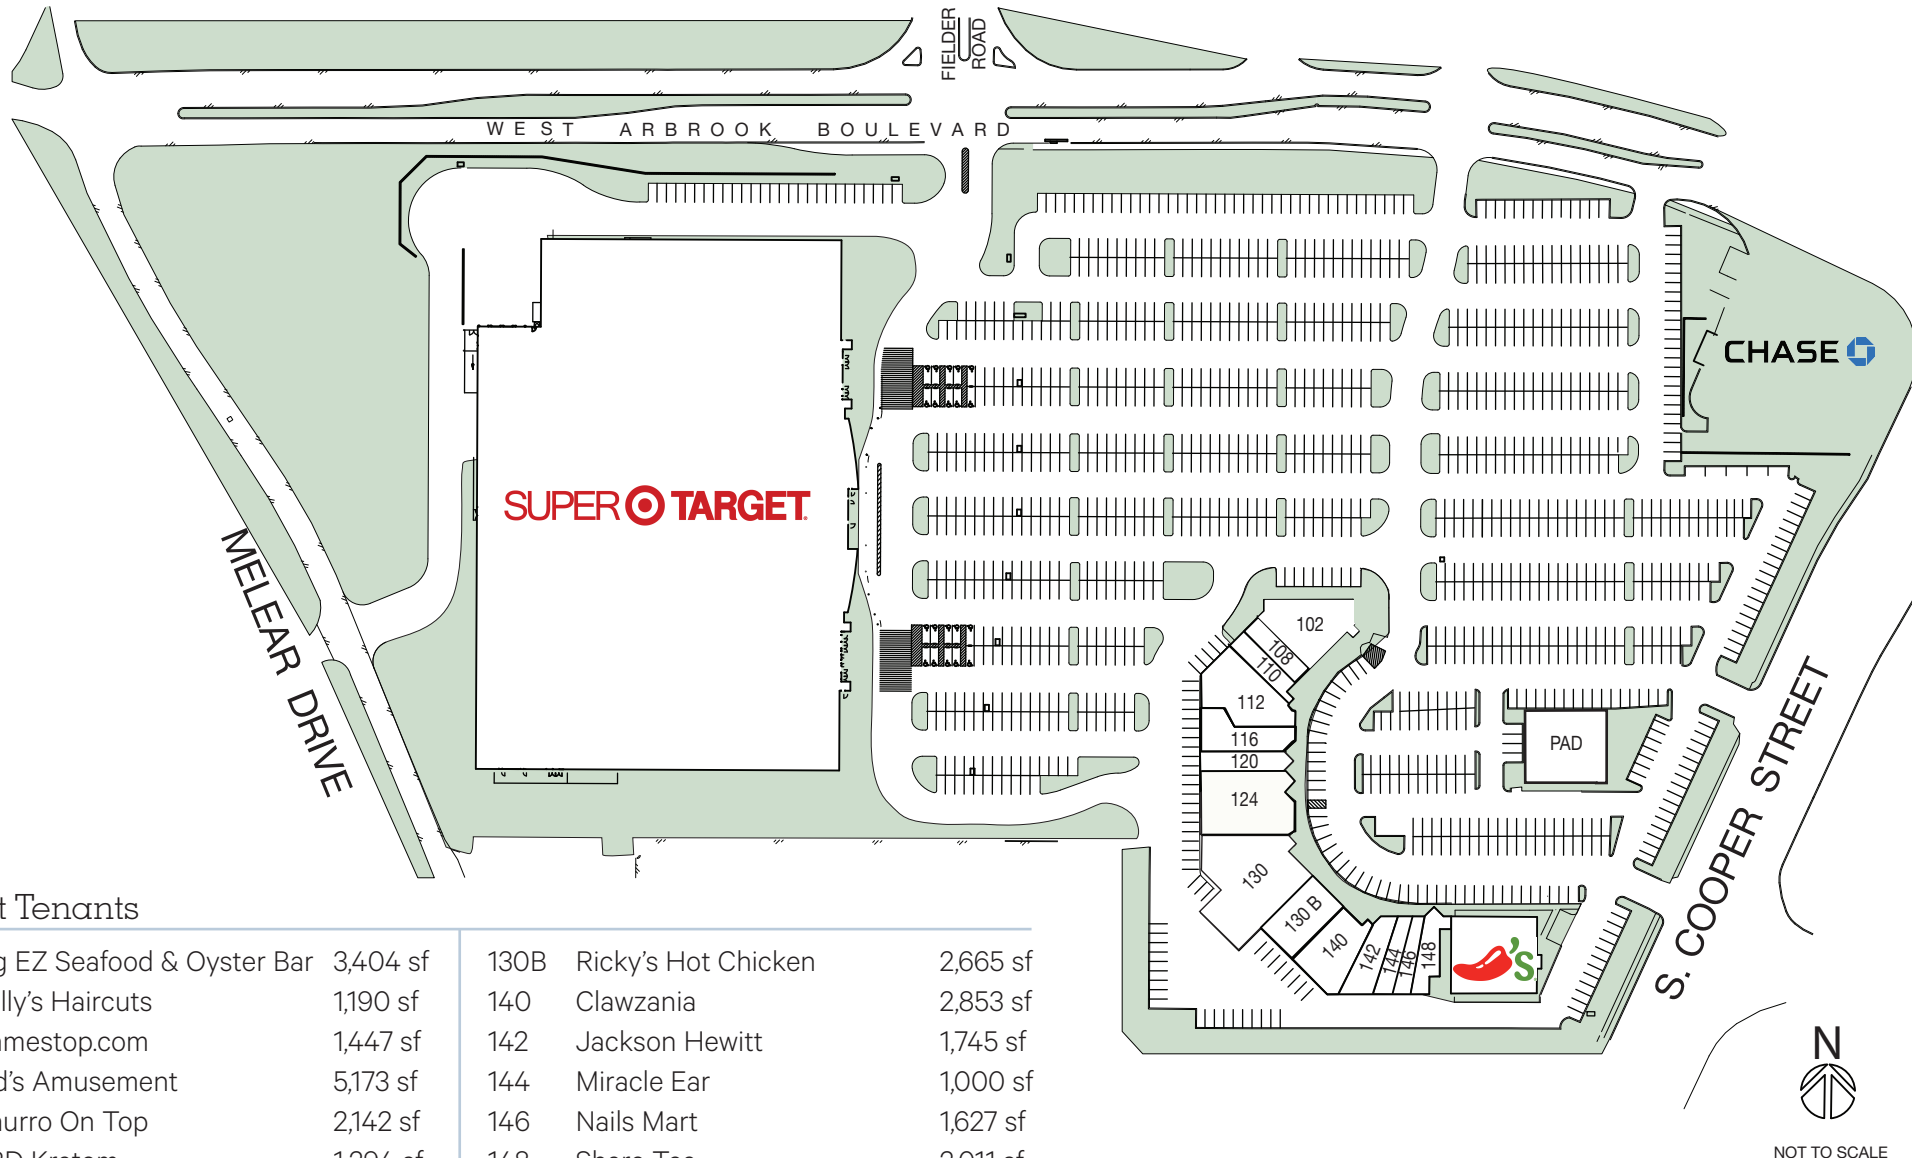 FIELDER
ROAD
WEST ARBROOK BOULEVARD
CHASE
SUPER TARGET
MELEAR DRIVE
S. COOPER STREET
102
108
110
112
116
120
124
130
130 B
140
142
144
146
148
PAD
'S
t Tenants
g EZ Seafood & Oyster Bar 3,404 sf
lly's Haircuts 1,190 sf
mestop.com 1,447 sf
d's Amusement 5,173 sf
urro On Top 2,142 sf
130B Ricky's Hot Chicken 2,665 sf
140 Clawzania 2,853 sf
142 Jackson Hewitt 1,745 sf
144 Miracle Ear 1,000 sf
146 Nails Mart 1,627 sf
148
N
NOT TO SCALE